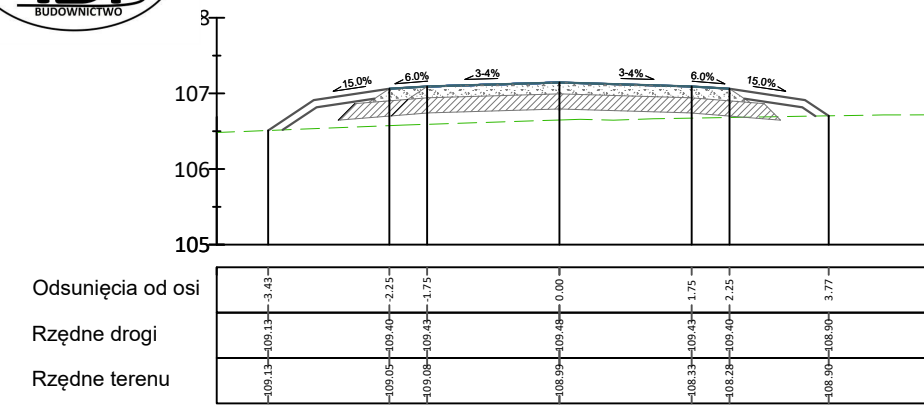 BUDOWNICTWO
8
107
106
105
15.0%
6.0%
3-4%
3-4%
6.0%
15.0%
Odsunięcia od osi -3.43 -2.25 -1.75 0.00 1.75 2.25 3.77
Rzędne drogi 109.13 109.40 109.43 109.48 109.43 109.40 108.90
Rzędne terenu 109.13 109.05 109.08 108.99 108.33 108.28 108.90